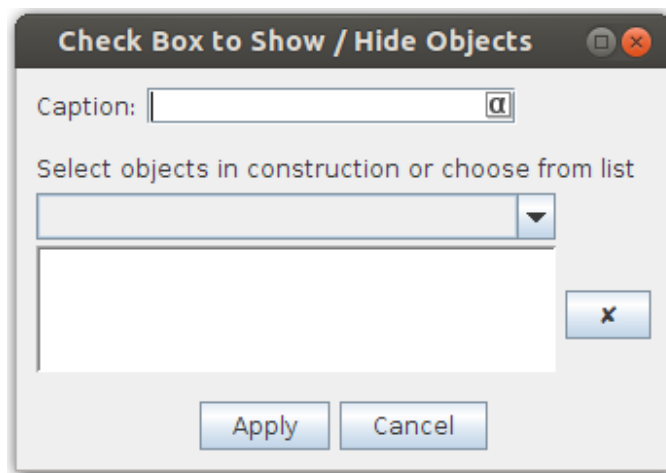 Check Box to Show / Hide Objects
Caption:
α
Select objects in construction or choose from list
✘
Apply Cancel